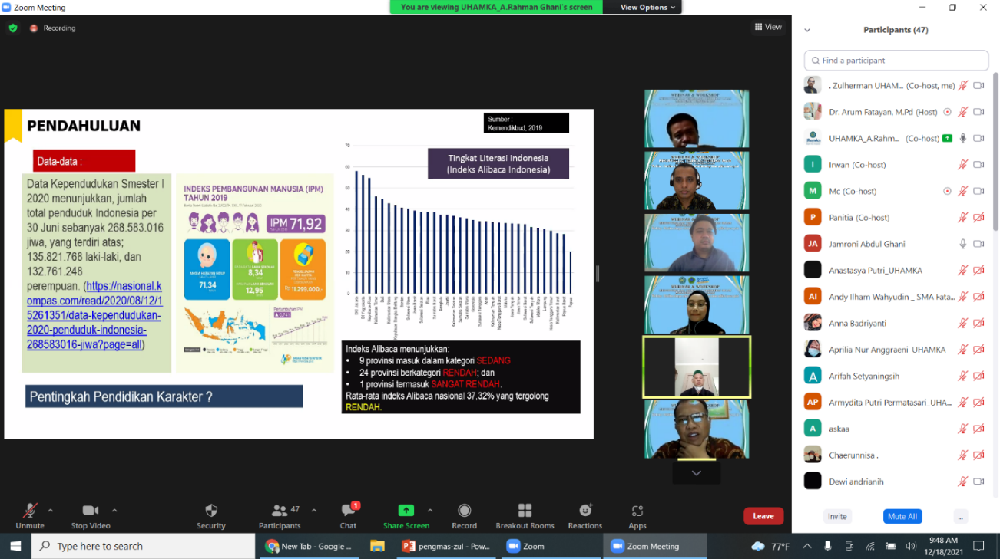 Zoom Meeting
You are viewing UHAMKA_A.Rahman Ghani's screen
View Options
Recording
View
PENDAHULUAN
Data-data :
Data Kependudukan Smester I
2020 menunjukkan, jumlah
total penduduk Indonesia per
30 Juni sebanyak 268.583.016
jiwa, yang terdiri atas;
135.821.768 laki-laki, dan
132.761.248
perempuan. (https://nasional.k
ompas.com/read/2020/08/12/1
5261351/data-kependudukan-
2020-penduduk-indonesia-
268583016-jiwa?page=all)
INDEKS PEMBANGUNAN MANUSIA (IPM)
TAHUN 2019
IPM 71,92
71,34
8,34
12,95
11.299.000,-
Pentingkah Pendidikan Karakter ?
Sumber :
Kemendikbud, 2019
Tingkat Literasi Indonesia
(Indeks Alibaca Indonesia)
70
60
50
40
30
20
10
0
Indeks Alibaca menunjukkan:
• 9 provinsi masuk dalam kategori SEDANG
• 24 provinsi berkategori RENDAH; dan
• 1 provinsi termasuk SANGAT RENDAH.
Rata-rata indeks Alibaca nasional 37,32% yang tergolong
RENDAH.
WEBINAR & WORKSHOP
Participants (47)
Find a participant
. Zulherman UHAM... (Co-host, me)
Dr. Arum Fatayan, M.Pd (Host)
UHAMKA_A.Rahm... (Co-host)
I Irwan (Co-host)
M Mc (Co-host)
P Panitia (Co-host)
JA Jamroni Abdul Ghani
Anastasya Putri_UHAMKA
AI Andy Ilham Wahyudin _ SMA Fata...
Anna Badriyanti
Aprilia Nur Anggraeni_UHAMKA
A Arifah Setyaningsih
AP Armydita Putri Permatasari_UHA...
A askaa
Chaerunnisa .
Dewi andrianih
Invite
Mute All
...
Unmute
Stop Video
Security
47
Participants
1
Chat
Share Screen
Record
Breakout Rooms
Reactions
Apps
Leave
Type here to search
New Tab - Google ...
pengmas-zul - Pow...
Zoom
Zoom Meeting
77°F
9:48 AM
12/18/2021